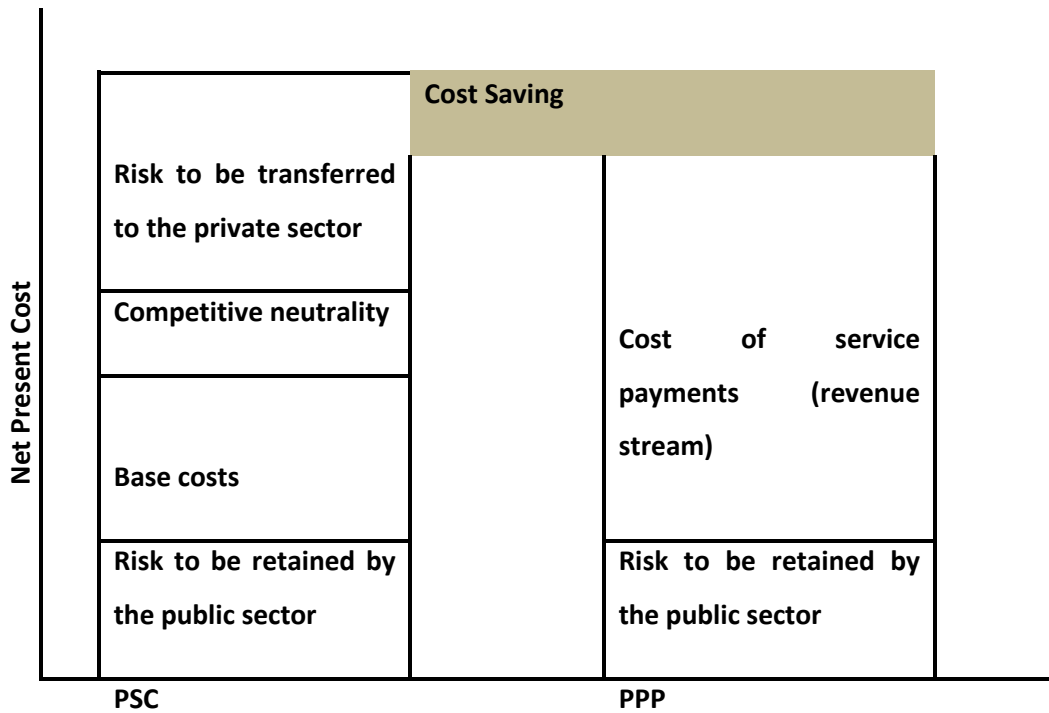 Cost Saving
Risk to be transferred
to the private sector
Competitive neutrality
Base costs
Risk to be retained by
the public sector
Cost of service
payments (revenue
stream)
Risk to be retained by
the public sector
Net Present Cost
PSC
PPP